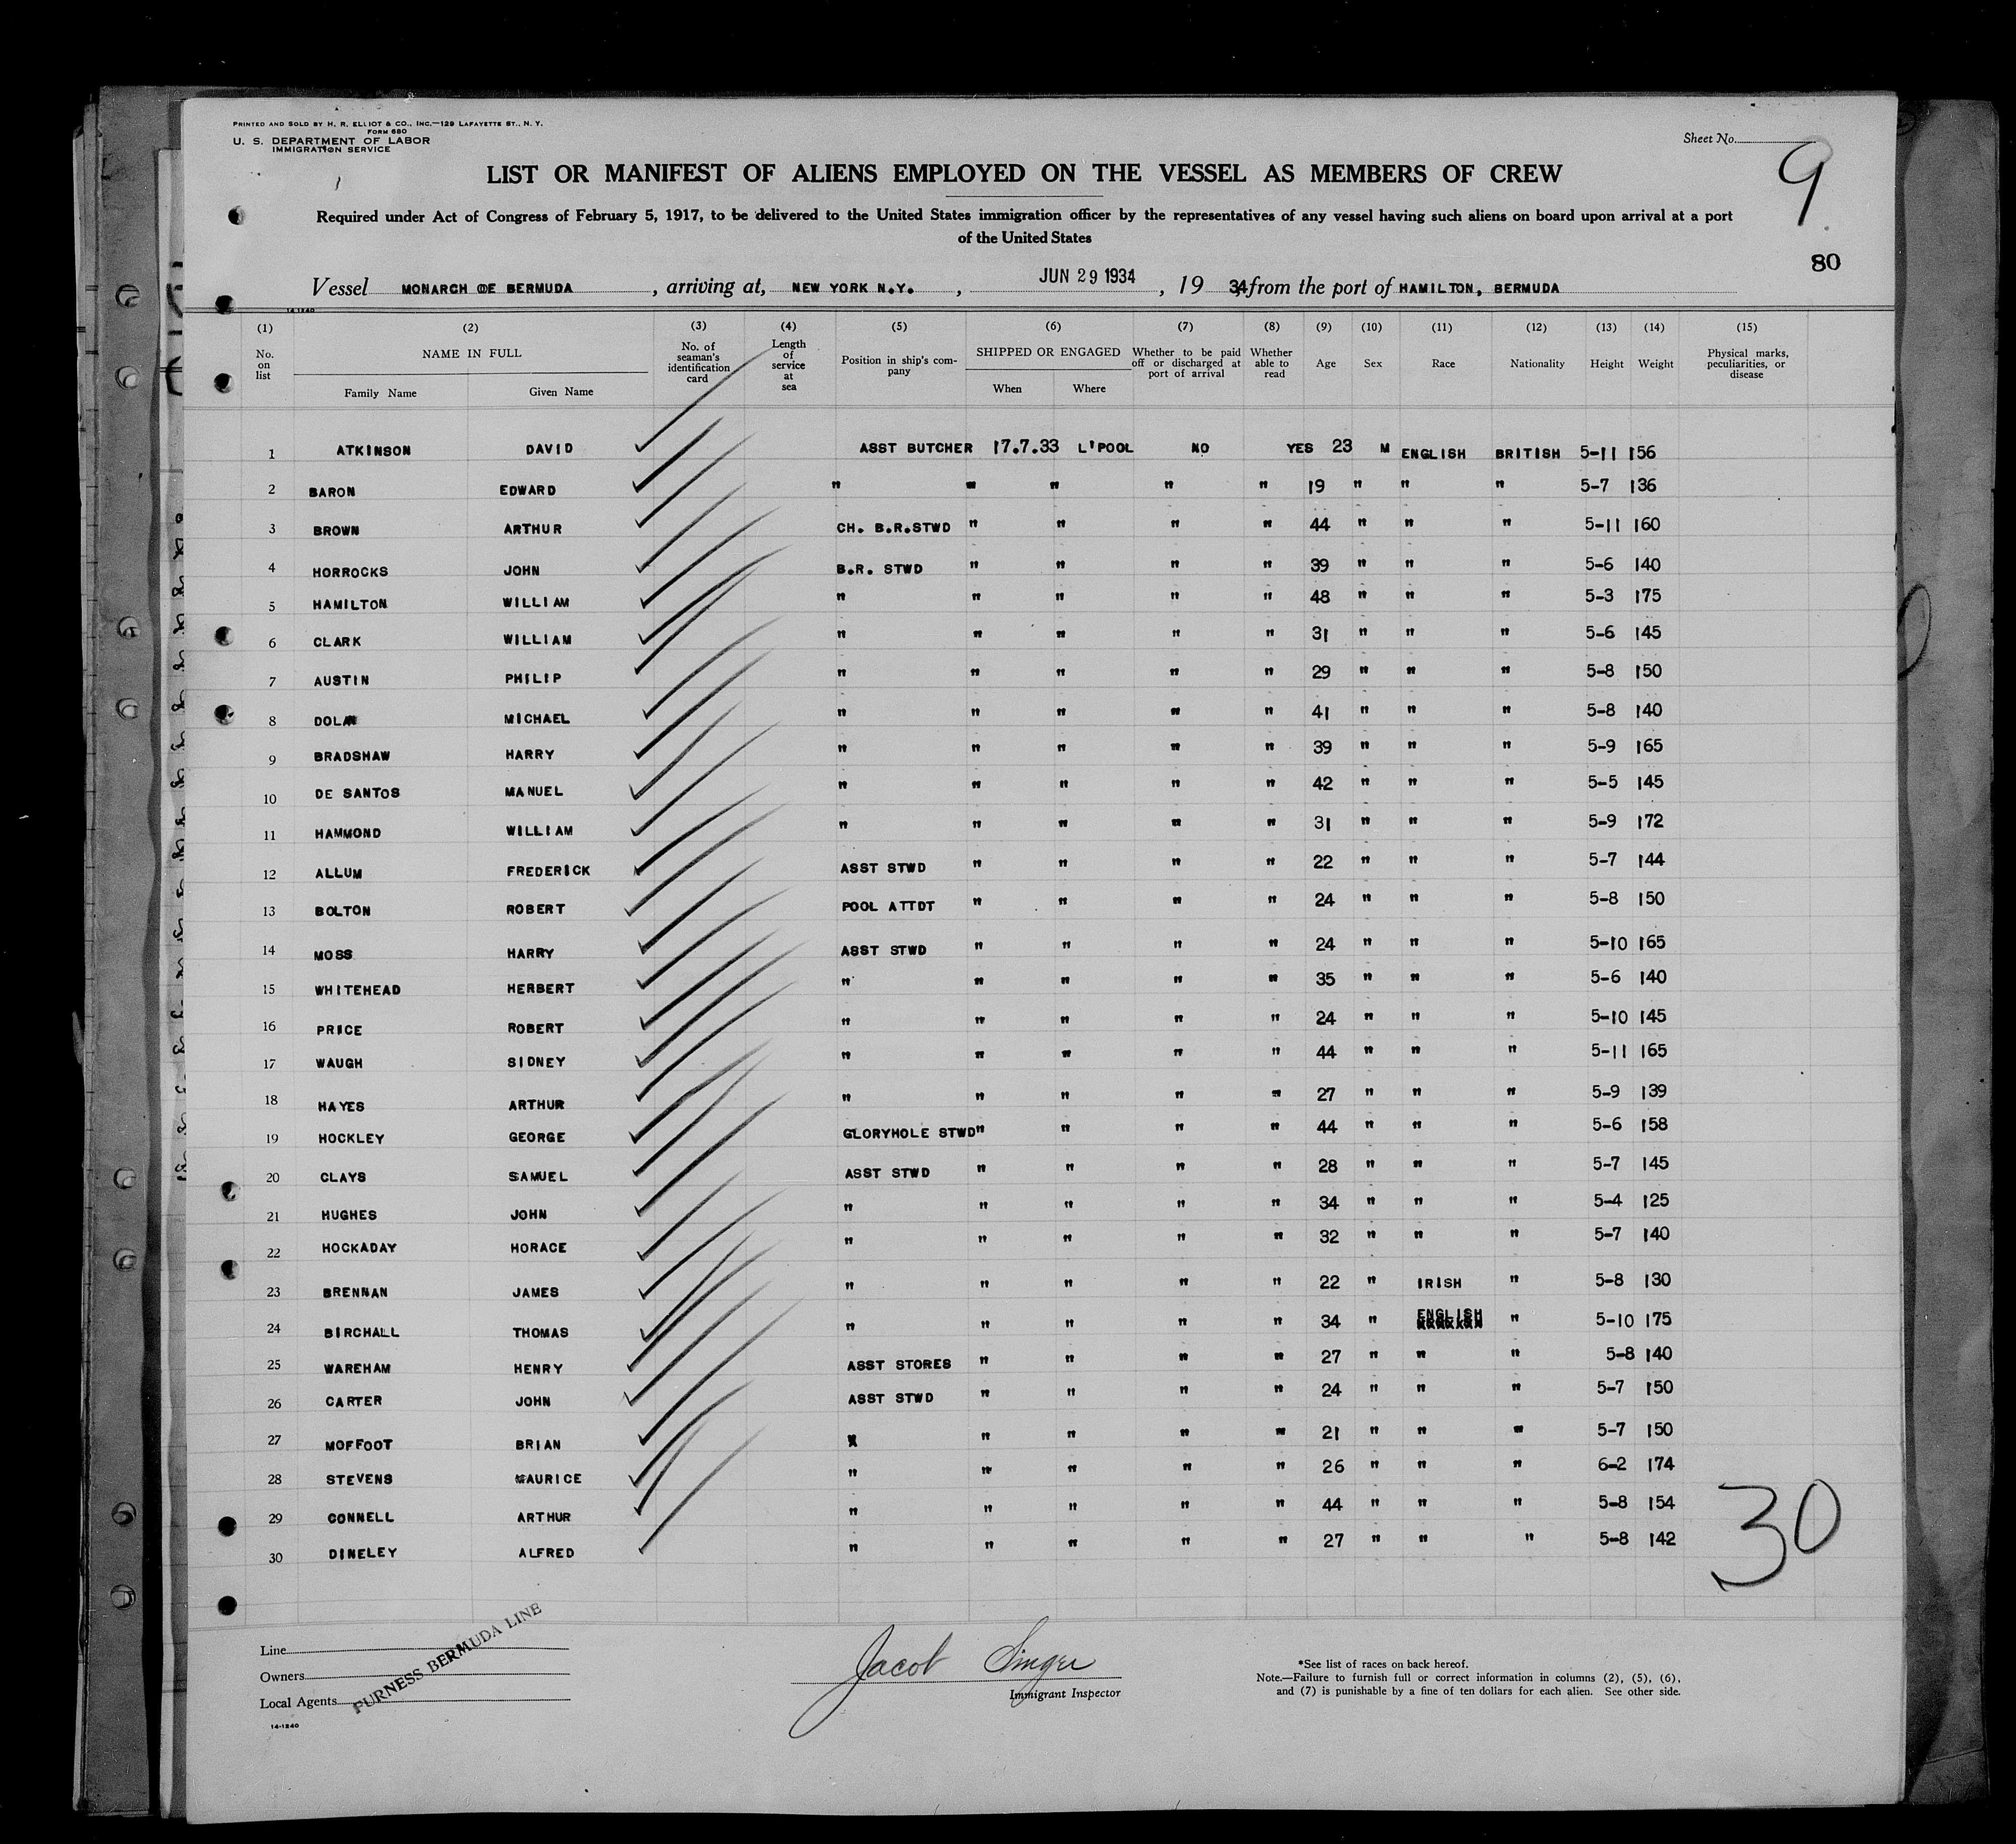 PRINTED AND SOLD BY H. R. ELLIOT & CO., INC.—129 LAFAYETTE ST., N. Y.
FORM 680
U. S. DEPARTMENT OF LABOR
IMMIGRATION SERVICE
Sheet No.
9
LIST OR MANIFEST OF ALIENS EMPLOYED ON THE VESSEL AS MEMBERS OF CREW
Required under Act of Congress of February 5, 1917, to be delivered to the United States immigration officer by the representatives of any vessel having such aliens on board upon arrival at a port
of the United States
80
Vessel MONARCH OF BERMUDA, arriving at, NEW YORK N.Y., JUN 29 1934, 19 34, from the port of HAMILTON, BERMUDA
14-1240
(1) (2) (3) (4) (5) (6) (7) (8) (9) (10) (11) (12) (13) (14) (15)
No. on list NAME IN FULL Family Name Given Name No. of seaman's identification card Length of service at sea Position in ship's company SHIPPED OR ENGAGED When Where Whether to be paid off or discharged at port of arrival Whether able to read Age Sex Race Nationality Height Weight Physical marks, peculiarities, or disease
1 ATKINSON DAVID ASST BUTCHER 17.7.33 L'POOL NO YES 23 M ENGLISH BRITISH 5-11 156
2 BARON EDWARD " " " " " 19 " " " 5-7 136
3 BROWN ARTHUR CH. B.R.STWD " " " " 44 " " " 5-11 160
4 HORROCKS JOHN B.R. STWD " " " " 39 " " " 5-6 140
5 HAMILTON WILLIAM " " " " " 48 " " " 5-3 175
6 CLARK WILLIAM " " " " " 31 " " " 5-6 145
7 AUSTIN PHILIP " " " " " 29 " " " 5-8 150
8 DOLAN MICHAEL " " " " " 41 " " " 5-8 140
9 BRADSHAW HARRY " " " " " 39 " " " 5-9 165
10 DE SANTOS MANUEL " " " " " 42 " " " 5-5 145
11 HAMMOND WILLIAM " " " " " 31 " " " 5-9 172
12 ALLUM FREDERICK ASST STWD " " " " 22 " " " 5-7 144
13 BOLTON ROBERT POOL ATTDT " " " " 24 " " " 5-8 150
14 MOSS HARRY ASST STWD " " " " 24 " " " 5-10 165
15 WHITEHEAD HERBERT " " " " " 35 " " " 5-6 140
16 PRICE ROBERT " " " " " 24 " " " 5-10 145
17 WAUGH SIDNEY " " " " " 44 " " " 5-11 165
18 HAYES ARTHUR " " " " " 27 " " " 5-9 139
19 HOCKLEY GEORGE GLORYHOLE STWD " " " " 44 " " " 5-6 158
20 CLAYS SAMUEL ASST STWD " " " " 28 " " " 5-7 145
21 HUGHES JOHN " " " " " 34 " " " 5-4 125
22 HOCKADAY HORACE " " " " " 32 " " " 5-7 140
23 BRENNAN JAMES " " " " " 22 " IRISH " 5-8 130
24 BIRCHALL THOMAS " " " " " 34 " ENGLISH " 5-10 175
25 WAREHAM HENRY ASST STORES " " " " 27 " " " 5-8 140
26 CARTER JOHN ASST STWD " " " " 24 " " " 5-7 150
27 MOFFOOT BRIAN " " " " " 21 " " " 5-7 150
28 STEVENS MAURICE " " " " " 26 " " " 6-2 174
29 CONNELL ARTHUR " " " " " 44 " " " 5-8 154
30 DINELEY ALFRED " " " " " 27 " " " 5-8 142
30
Line
Owners
Local Agents
FURNESS BERMUDA LINE
14-1240
Jacob Singer
Immigrant Inspector
*See list of races on back hereof.
Note.—Failure to furnish full or correct information in columns (2), (5), (6),
and (7) is punishable by a fine of ten dollars for each alien. See other side.